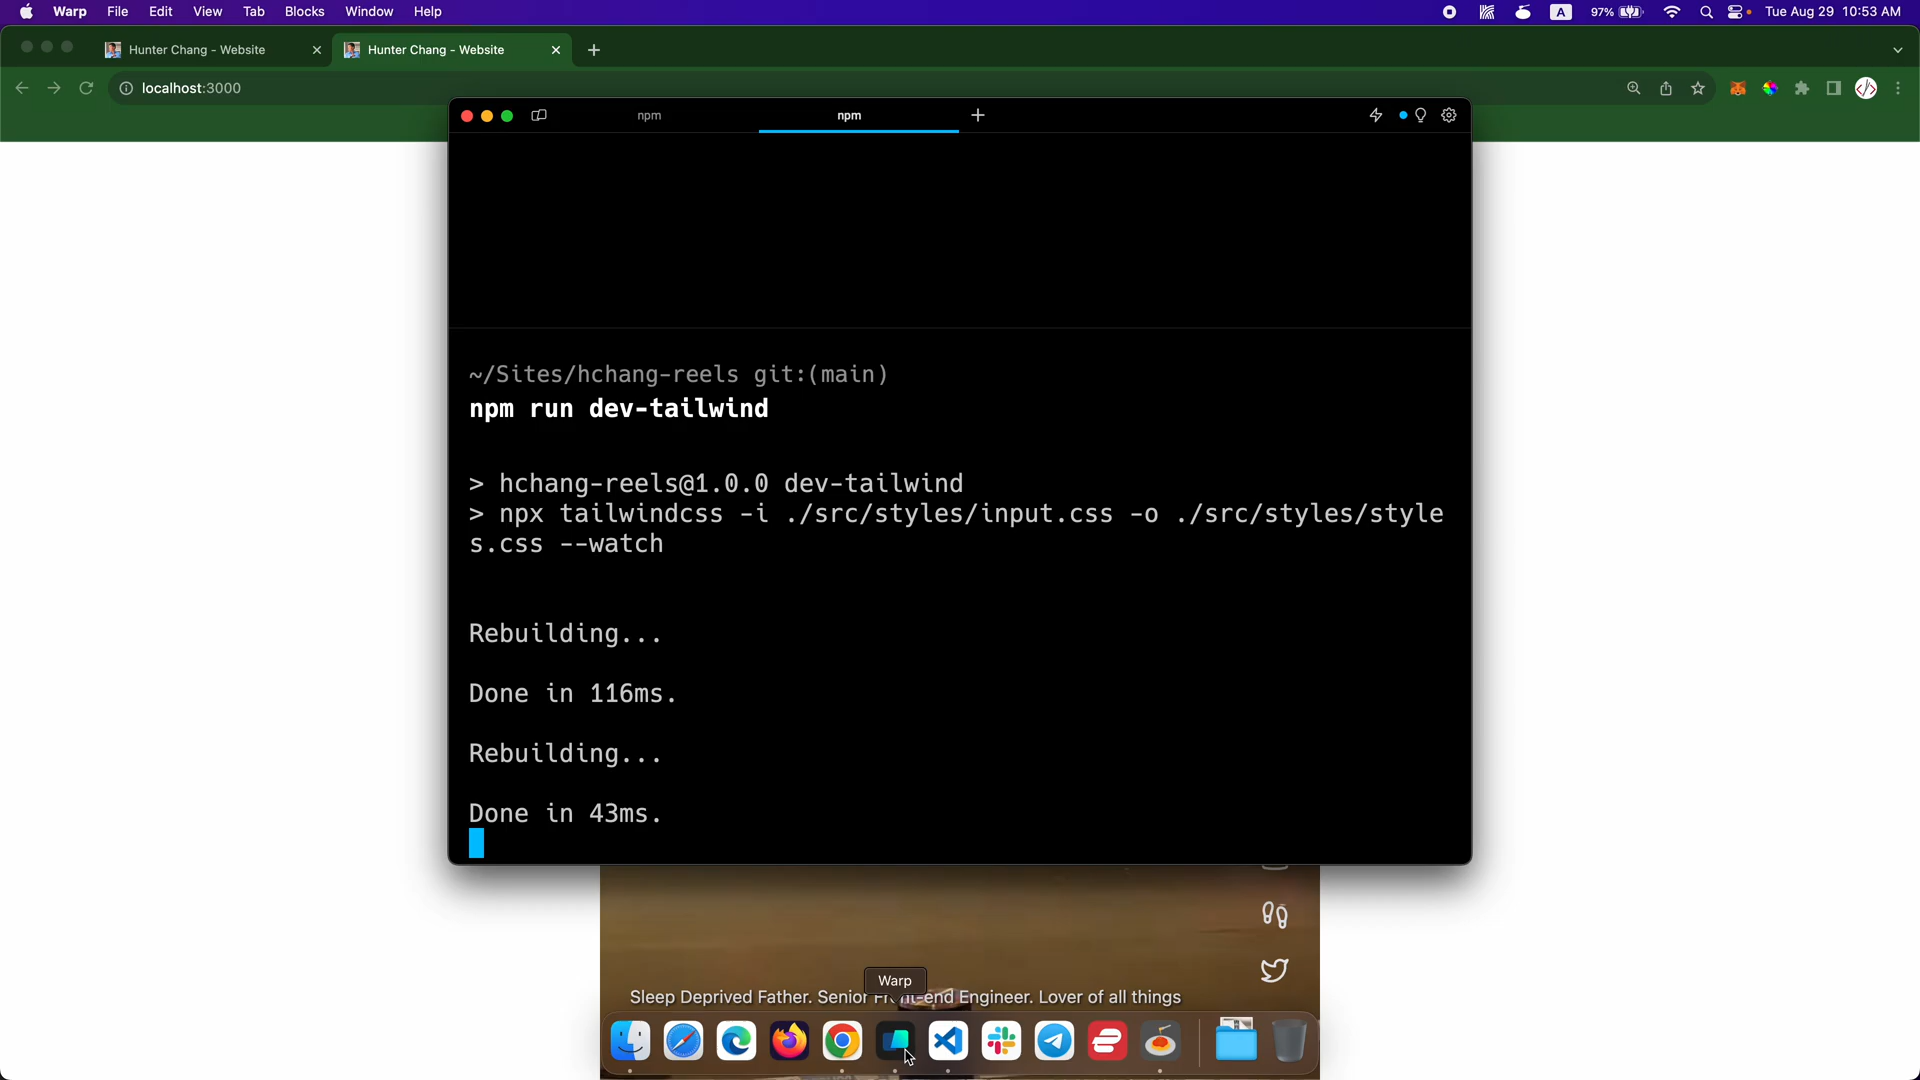 Warp File Edit View Tab Blocks Window Help
A 97% Tue Aug 29 10:53 AM
Hunter Chang - Website
Hunter Chang - Website
localhost:3000
npm
npm
~/Sites/hchang-reels git:(main)
npm run dev-tailwind
> hchang-reels@1.0.0 dev-tailwind
> npx tailwindcss -i ./src/styles/input.css -o ./src/styles/style
s.css --watch
Rebuilding...
Done in 116ms.
Rebuilding...
Done in 43ms.
Warp
Sleep Deprived Father. Senior Front-end Engineer. Lover of all things